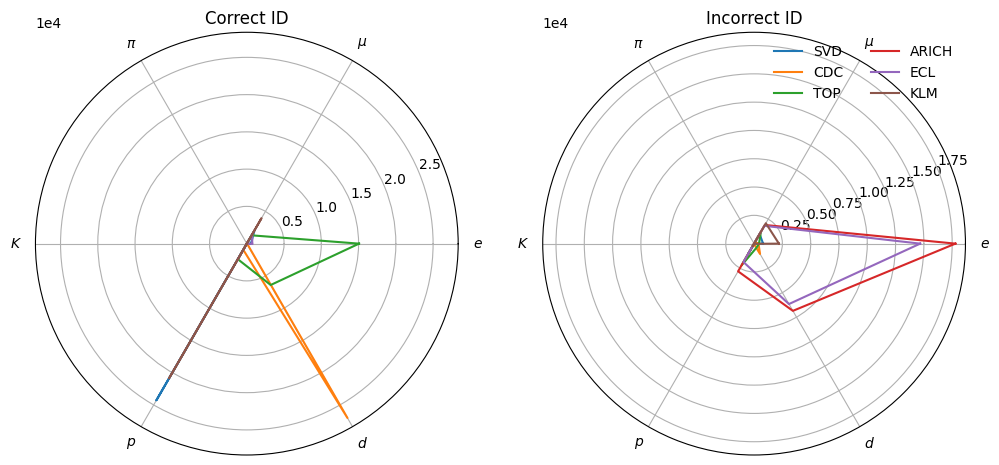 Correct ID
1e4
π
μ
K
e
p
d
0.5
1.0
1.5
2.0
2.5
Incorrect ID
1e4
π
μ
K
e
p
d
0.25
0.50
0.75
1.00
1.25
1.50
1.75
SVD
CDC
TOP
ARICH
ECL
KLM